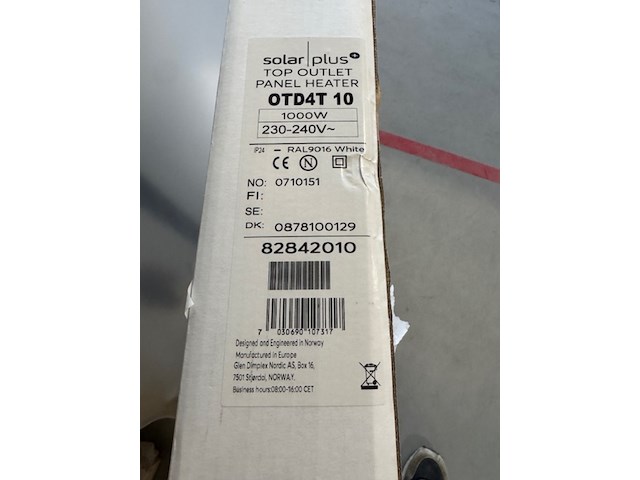 solar|plus+
TOP OUTLET
PANEL HEATER
OTD4T 10
1000W
230-240V~
IP24 - RAL9016 White
CE N
NO: 0710151
FI:
SE:
DK: 0878100129
82842010
7 030690 107317
Designed and Engineered in Norway
Manufactured in Europe
Glen Dimplex Nordic AS, Box 16,
7501 Stjørdal, NORWAY.
Business hours:08:00-16:00 CET